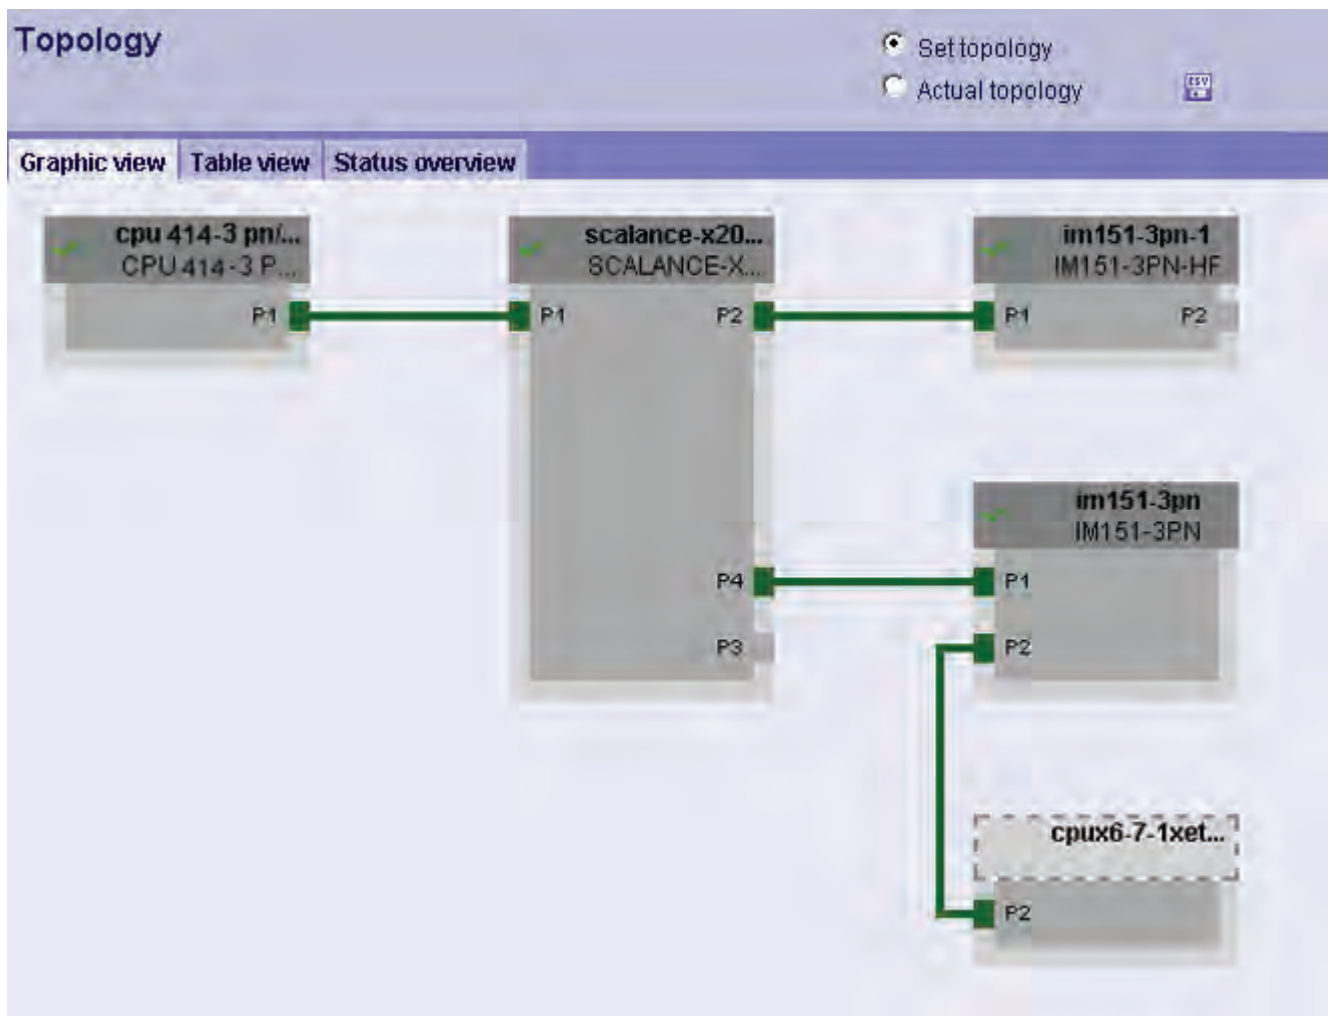 Topology
Set topology
Actual topology
CSV
Graphic view Table view Status overview
cpu 414-3 pn/...
CPU 414-3 P...
P1
scalance-x20...
SCALANCE-X...
P1 P2
P4
P3
im151-3pn-1
IM151-3PN-HF
P1 P2
im151-3pn
IM151-3PN
P1
P2
cpux6-7-1xet...
P2